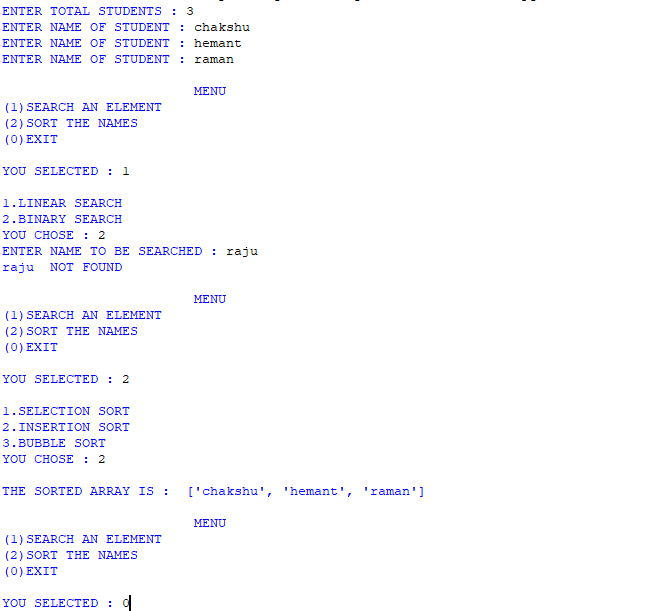 ENTER TOTAL STUDENTS : 3
ENTER NAME OF STUDENT : chakshu
ENTER NAME OF STUDENT : hemant
ENTER NAME OF STUDENT : raman
MENU
(1)SEARCH AN ELEMENT
(2)SORT THE NAMES
(0)EXIT
YOU SELECTED : 1
1.LINEAR SEARCH
2.BINARY SEARCH
YOU CHOSE : 2
ENTER NAME TO BE SEARCHED : raju
raju  NOT FOUND
MENU
(1)SEARCH AN ELEMENT
(2)SORT THE NAMES
(0)EXIT
YOU SELECTED : 2
1.SELECTION SORT
2.INSERTION SORT
3.BUBBLE SORT
YOU CHOSE : 2
THE SORTED ARRAY IS :  ['chakshu', 'hemant', 'raman']
MENU
(1)SEARCH AN ELEMENT
(2)SORT THE NAMES
(0)EXIT
YOU SELECTED : 0